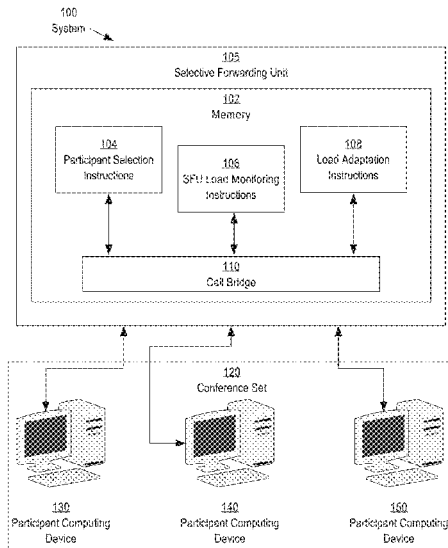 100
System
105
Selective Forwarding Unit
102
Memory
104
Participant Selection
Instructions
106
SFU Load Monitoring
Instructions
108
Load Adaptation
Instructions
110
Call Bridge
120
Conference Set
130
Participant Computing
Device
140
Participant Computing
Device
150
Participant Computing
Device